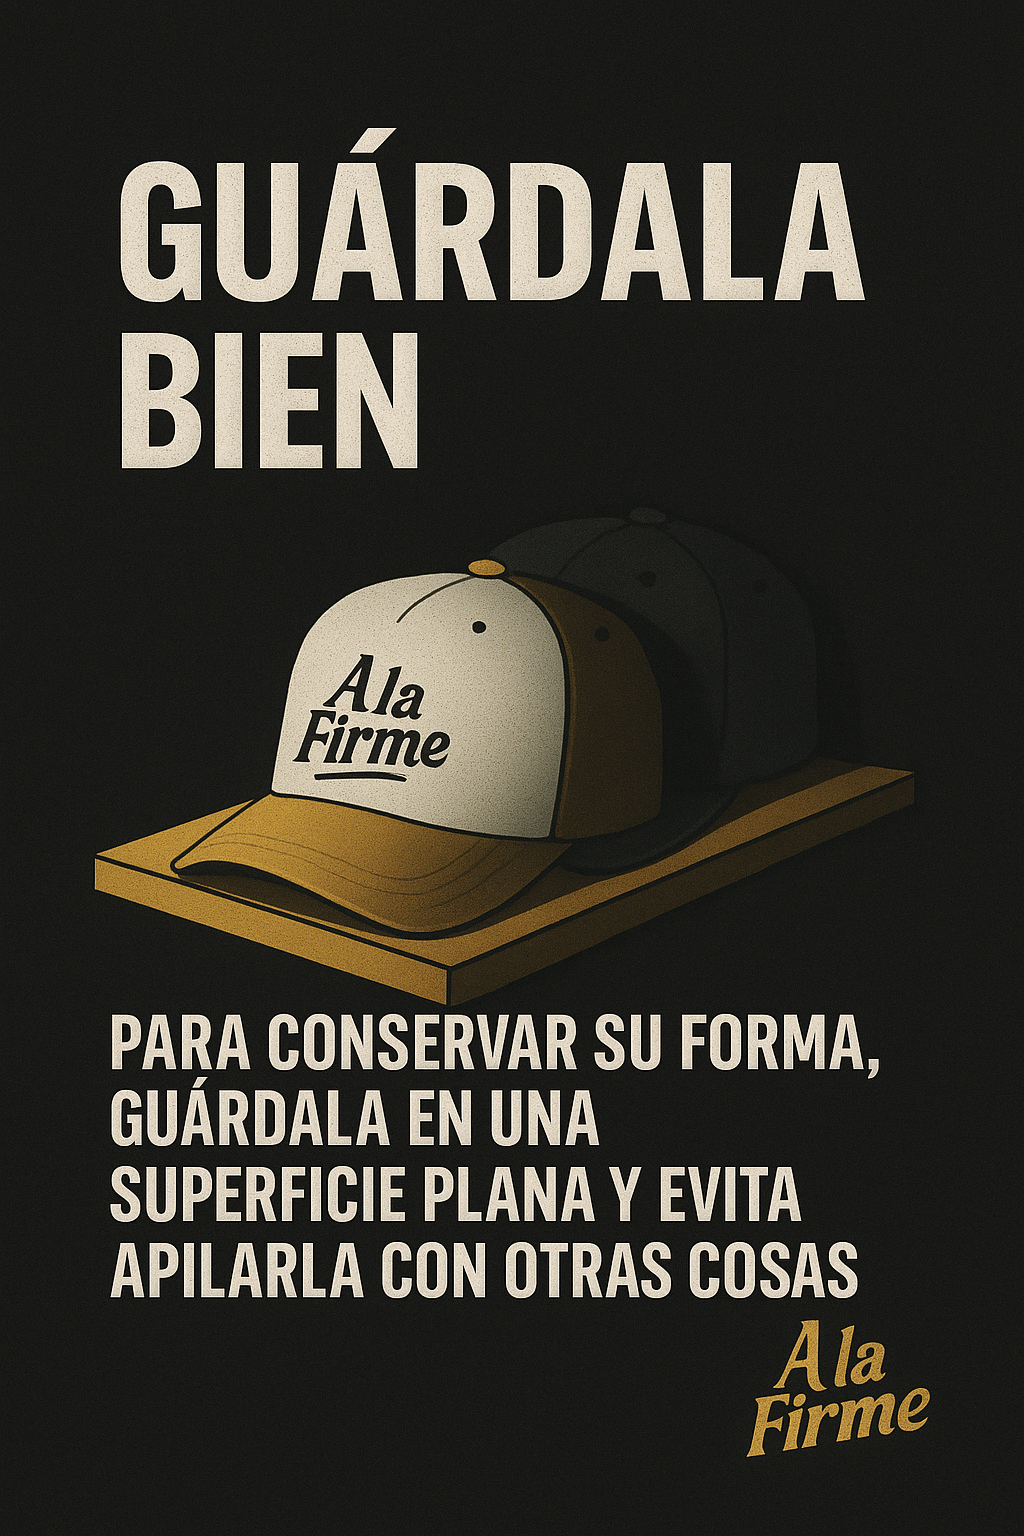 GUÁRDALA
BIEN
A la
Firme
PARA CONSERVAR SU FORMA,
GUÁRDALA EN UNA
SUPERFICIE PLANA Y EVITA
APILARLA CON OTRAS COSAS
A la
Firme